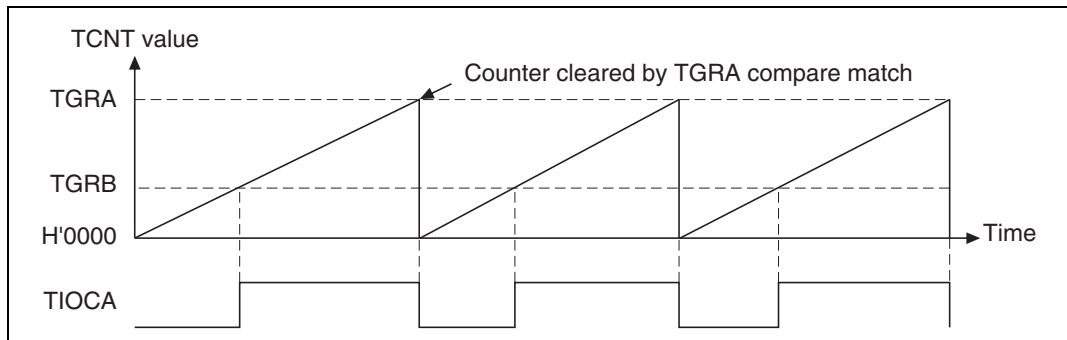 TCNT value
Counter cleared by TGRA compare match
TGRA
TGRB
H'0000
Time
TIOCA